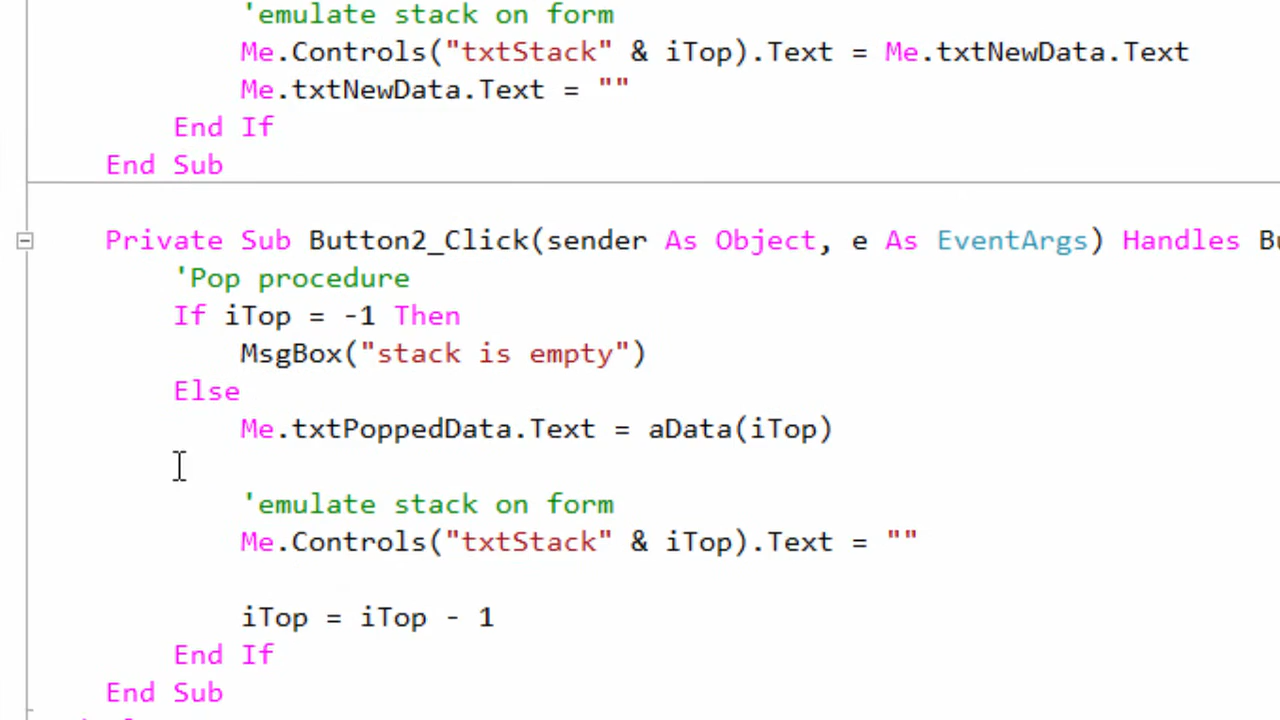 'emulate stack on form
Me.Controls("txtStack" & iTop).Text = Me.txtNewData.Text
Me.txtNewData.Text = ""
End If
End Sub
Private Sub Button2_Click(sender As Object, e As EventArgs) Handles
'Pop procedure
If iTop = -1 Then
MsgBox("stack is empty")
Else
Me.txtPoppedData.Text = aData(iTop)
'emulate stack on form
Me.Controls("txtStack" & iTop).Text = ""
iTop = iTop - 1
End If
End Sub